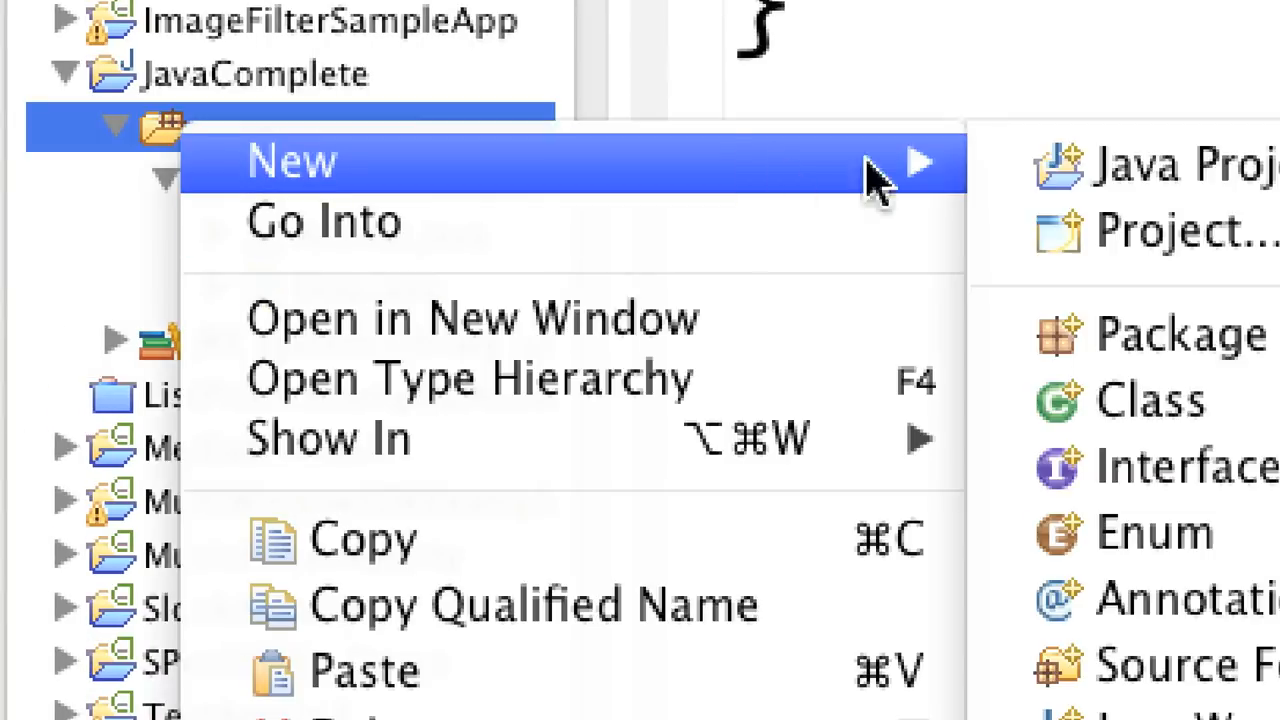 ImageFilterSampleApp
}
JavaComplete
New
Go Into
Open in New Window
Open Type Hierarchy F4
Show In ⌥⌘W
Copy ⌘C
Copy Qualified Name
Paste ⌘V
Java Proj
Project...
Package
Class
Interface
Enum
Annotati
Source Fo
Lis
Me
Mu
Mu
Slo
SP